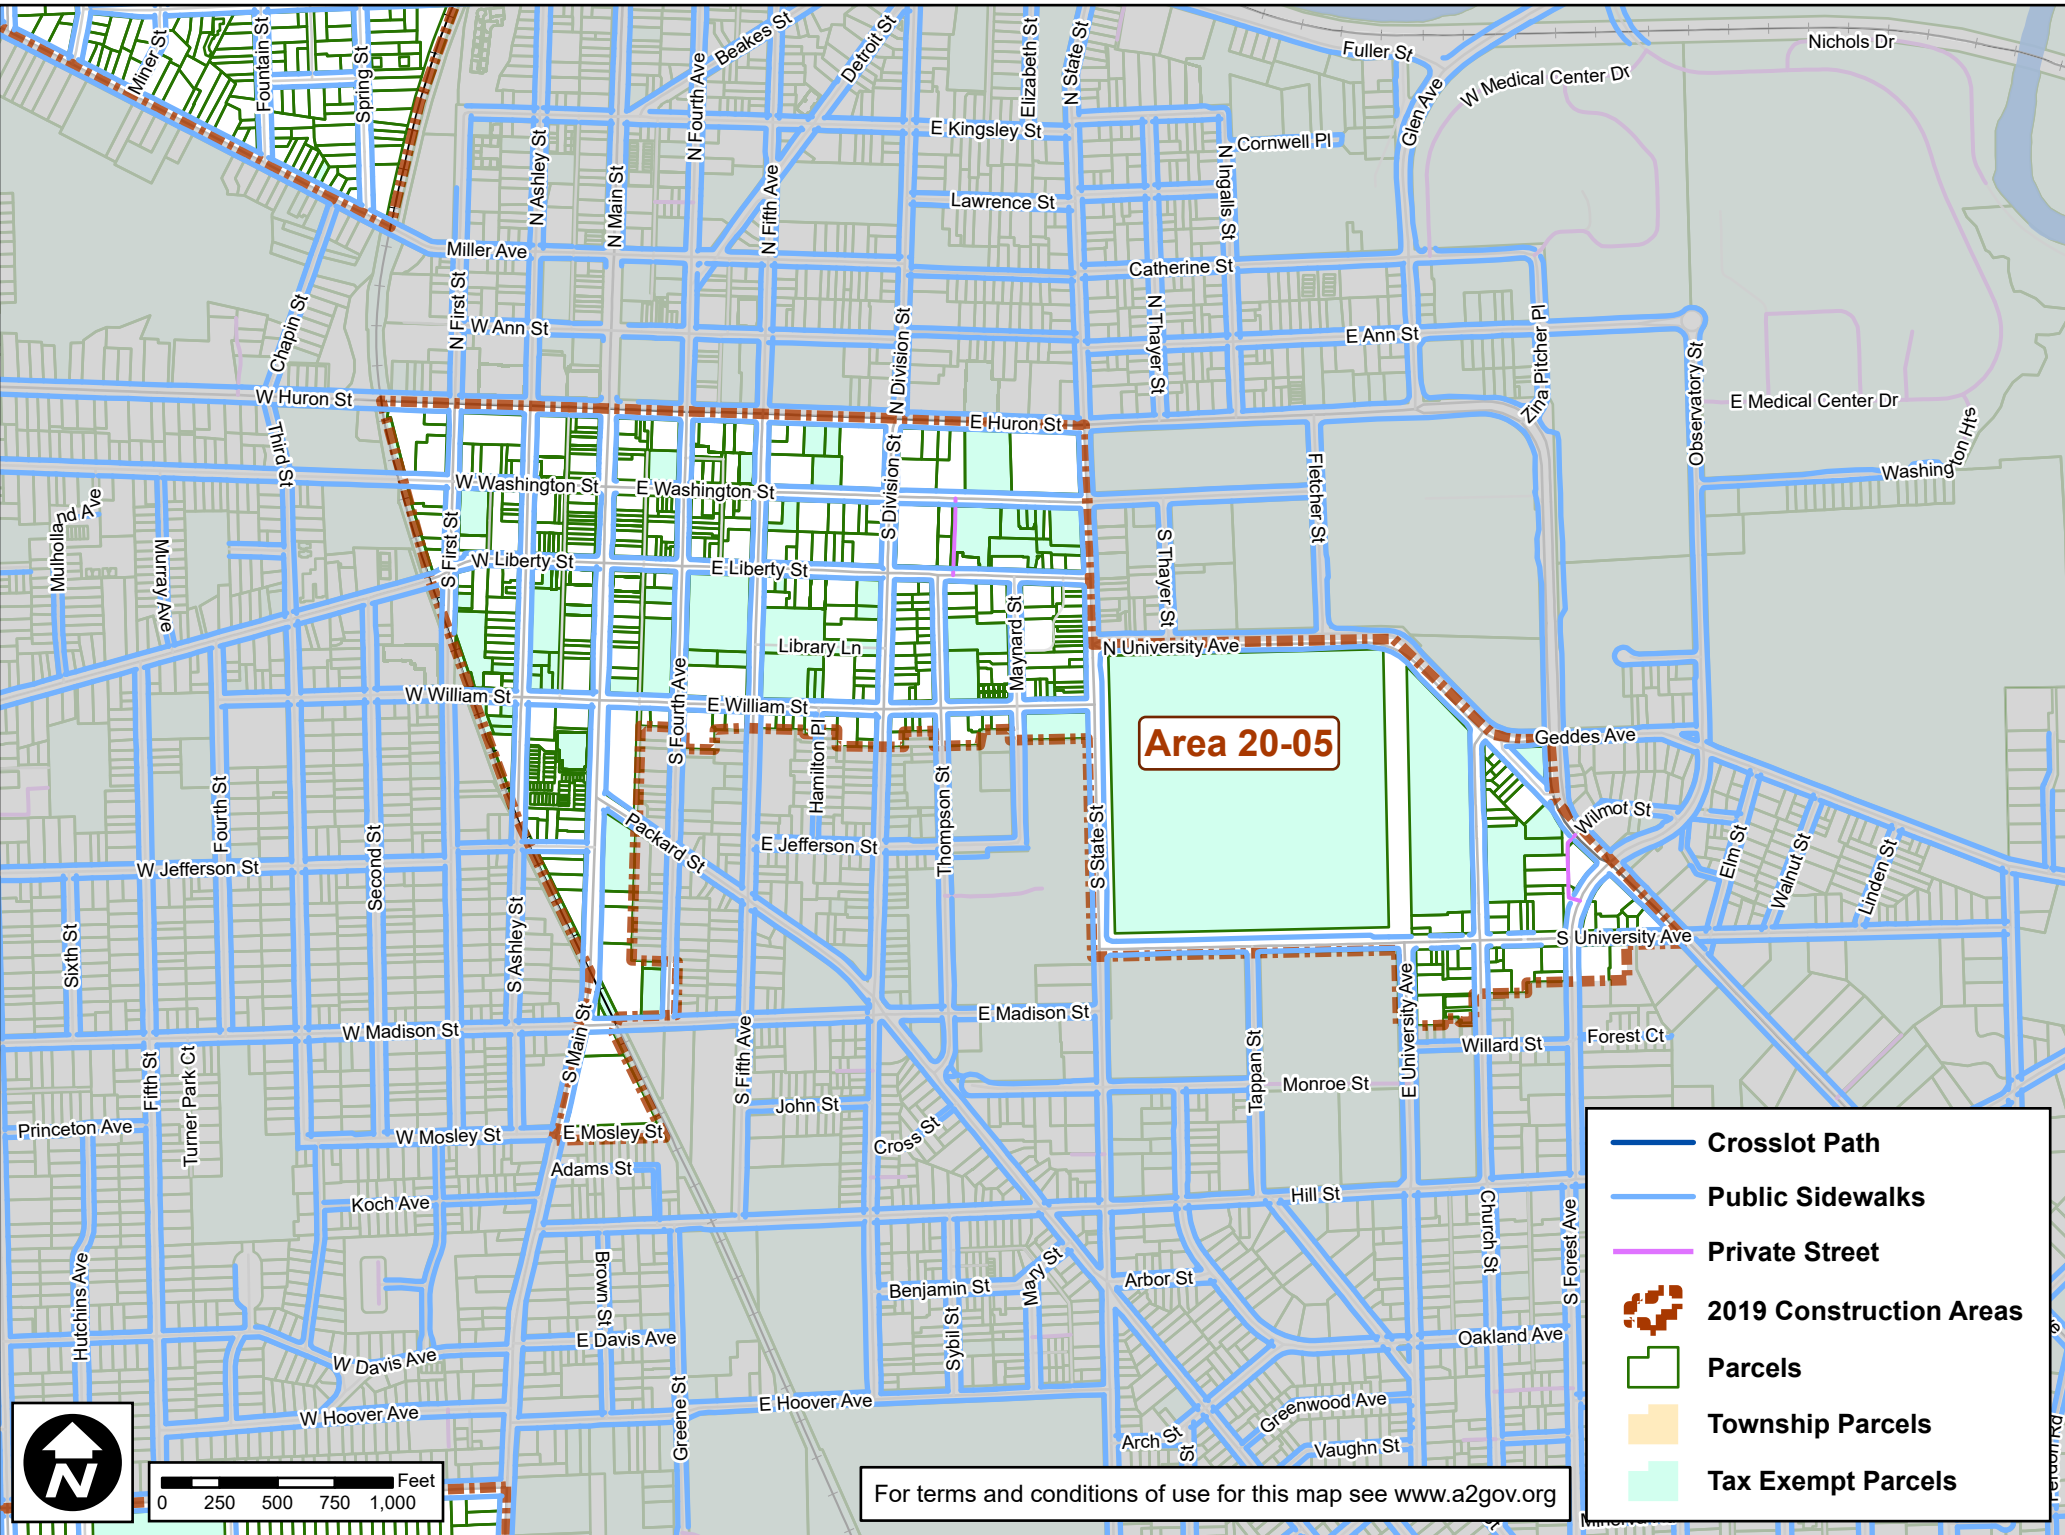 Miner St
Fountain St
Spring St
N Ashley St
N Main St
N Fourth Ave
Beakes St
Detroit St
N Fifth Ave
Elizabeth St
N State St
E Kingsley St
Lawrence St
Cornwell Pl
N Ingalls St
Fuller St
Glen Ave
W Medical Center Dr
Nichols Dr
Miller Ave
Catherine St
N First St
W Ann St
N Division St
N Thayer St
E Ann St
Zina Pitcher Pl
Observatory St
E Medical Center Dr
Washington Hts
Chapin St
W Huron St
E Huron St
Third St
W Washington St
E Washington St
S Division St
Fletcher St
S Thayer St
Mulholland Ave
Murray Ave
S First St
W Liberty St
E Liberty St
Library Ln
Maynard St
N University Ave
W William St
E William St
S Fourth Ave
Hamilton Pl
Area 20-05
Geddes Ave
Wilmot St
Elm St
Walnut St
Linden St
Fourth St
Second St
W Jefferson St
E Jefferson St
Packard St
Thompson St
S State St
S University Ave
Sixth St
S Ashley St
W Madison St
E Madison St
S Main St
S Fifth Ave
Tappan St
E University Ave
Willard St
Forest Ct
Monroe St
Fifth St
Turner Park Ct
John St
Cross St
Princeton Ave
W Mosley St
E Mosley St
Adams St
Koch Ave
Hill St
Church St
S Forest Ave
Hutchins Ave
Brown St
Benjamin St
Mary St
Arbor St
Sybil St
E Davis Ave
W Davis Ave
Oakland Ave
W Hoover Ave
E Hoover Ave
Greene St
Greenwood Ave
Arch St
St
Vaughn St
Crosslot Path
Public Sidewalks
Private Street
2019 Construction Areas
Parcels
Township Parcels
Tax Exempt Parcels
N
Feet
0 250 500 750 1,000
For terms and conditions of use for this map see www.a2gov.org